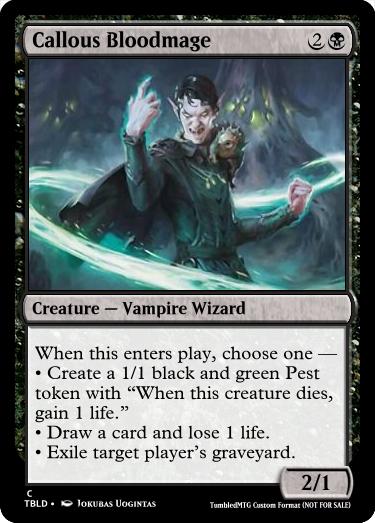 Callous Bloodmage 2
Creature — Vampire Wizard
When this enters play, choose one —
• Create a 1/1 black and green Pest
token with “When this creature dies,
gain 1 life.”
• Draw a card and lose 1 life.
• Exile target player's graveyard.
2/1
C
TBLD • Jokubas Uogintas
TumbledMTG Custom Format (NOT FOR SALE)